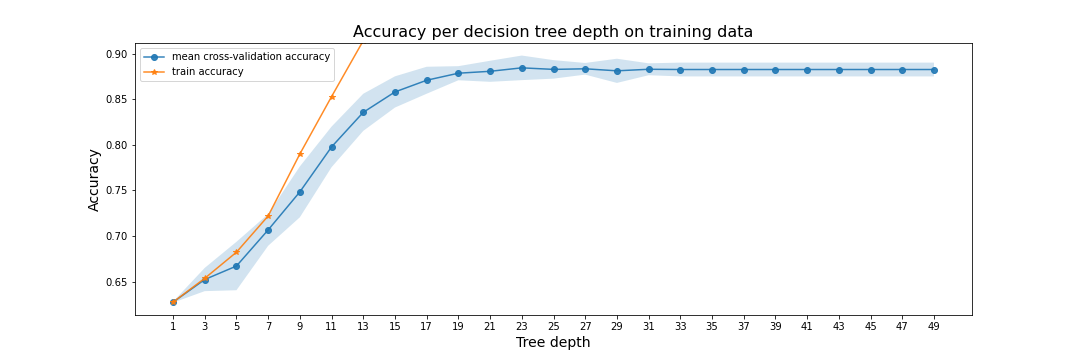 Accuracy per decision tree depth on training data
mean cross-validation accuracy
train accuracy
0.90
0.85
0.80
0.75
0.70
0.65
Accuracy
1 3 5 7 9 11 13 15 17 19 21 23 25 27 29 31 33 35 37 39 41 43 45 47 49
Tree depth